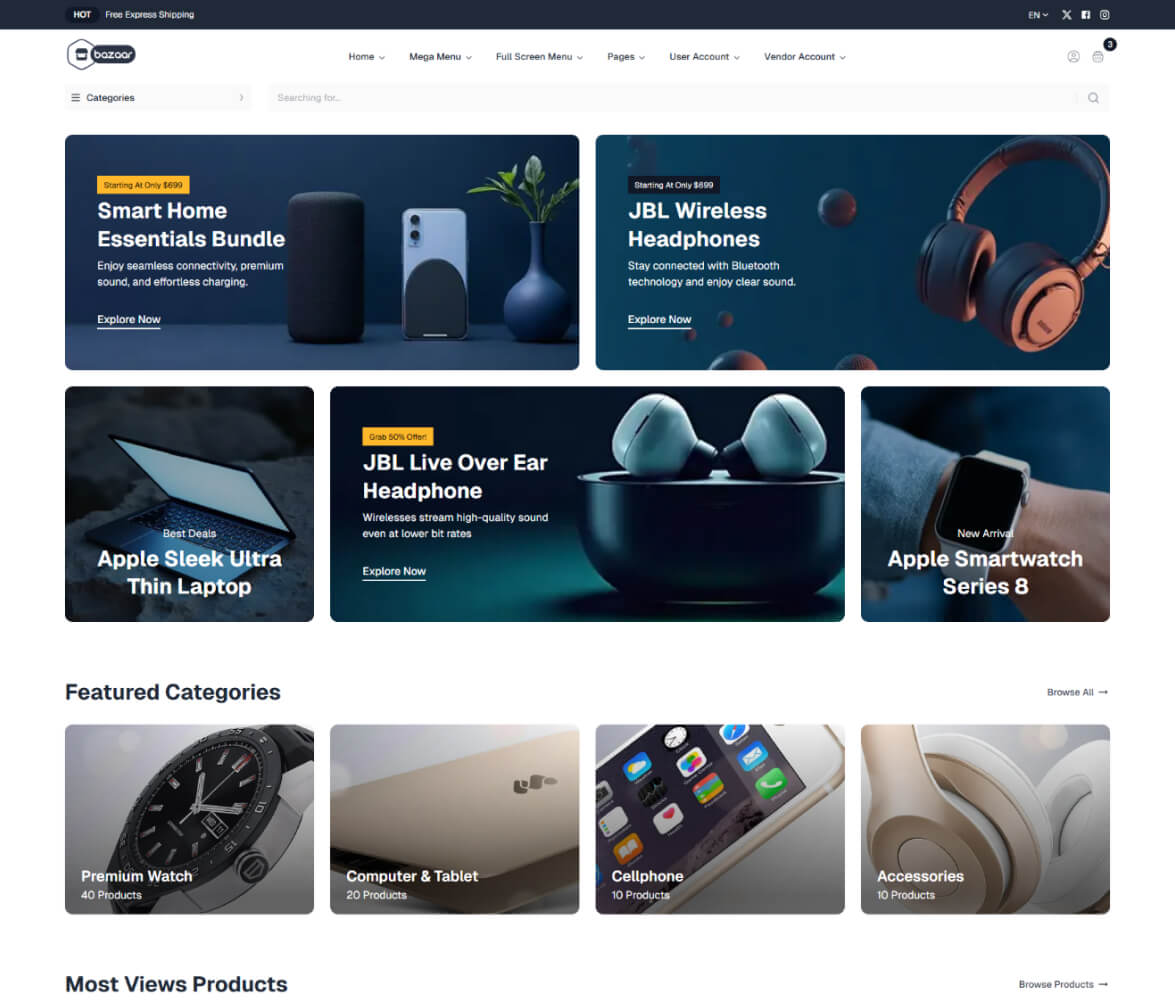 HOT Free Express Shipping EN
bazaar
Home Mega Menu Full Screen Menu Pages User Account Vendor Account 3
Categories
Searching for...
Starting At Only $699
Smart Home
Essentials Bundle
Enjoy seamless connectivity, premium
sound, and effortless charging.
Explore Now
Starting At Only $699
JBL Wireless
Headphones
Stay connected with Bluetooth
technology and enjoy clear sound.
Explore Now
Best Deals
Apple Sleek Ultra
Thin Laptop
Grab 50% Offer!
JBL Live Over Ear
Headphone
Wirelesses stream high-quality sound
even at lower bit rates
Explore Now
New Arrival
Apple Smartwatch
Series 8
Featured Categories
Browse All
Premium Watch
40 Products
Computer & Tablet
20 Products
Cellphone
10 Products
Accessories
10 Products
Most Views Products
Browse Products